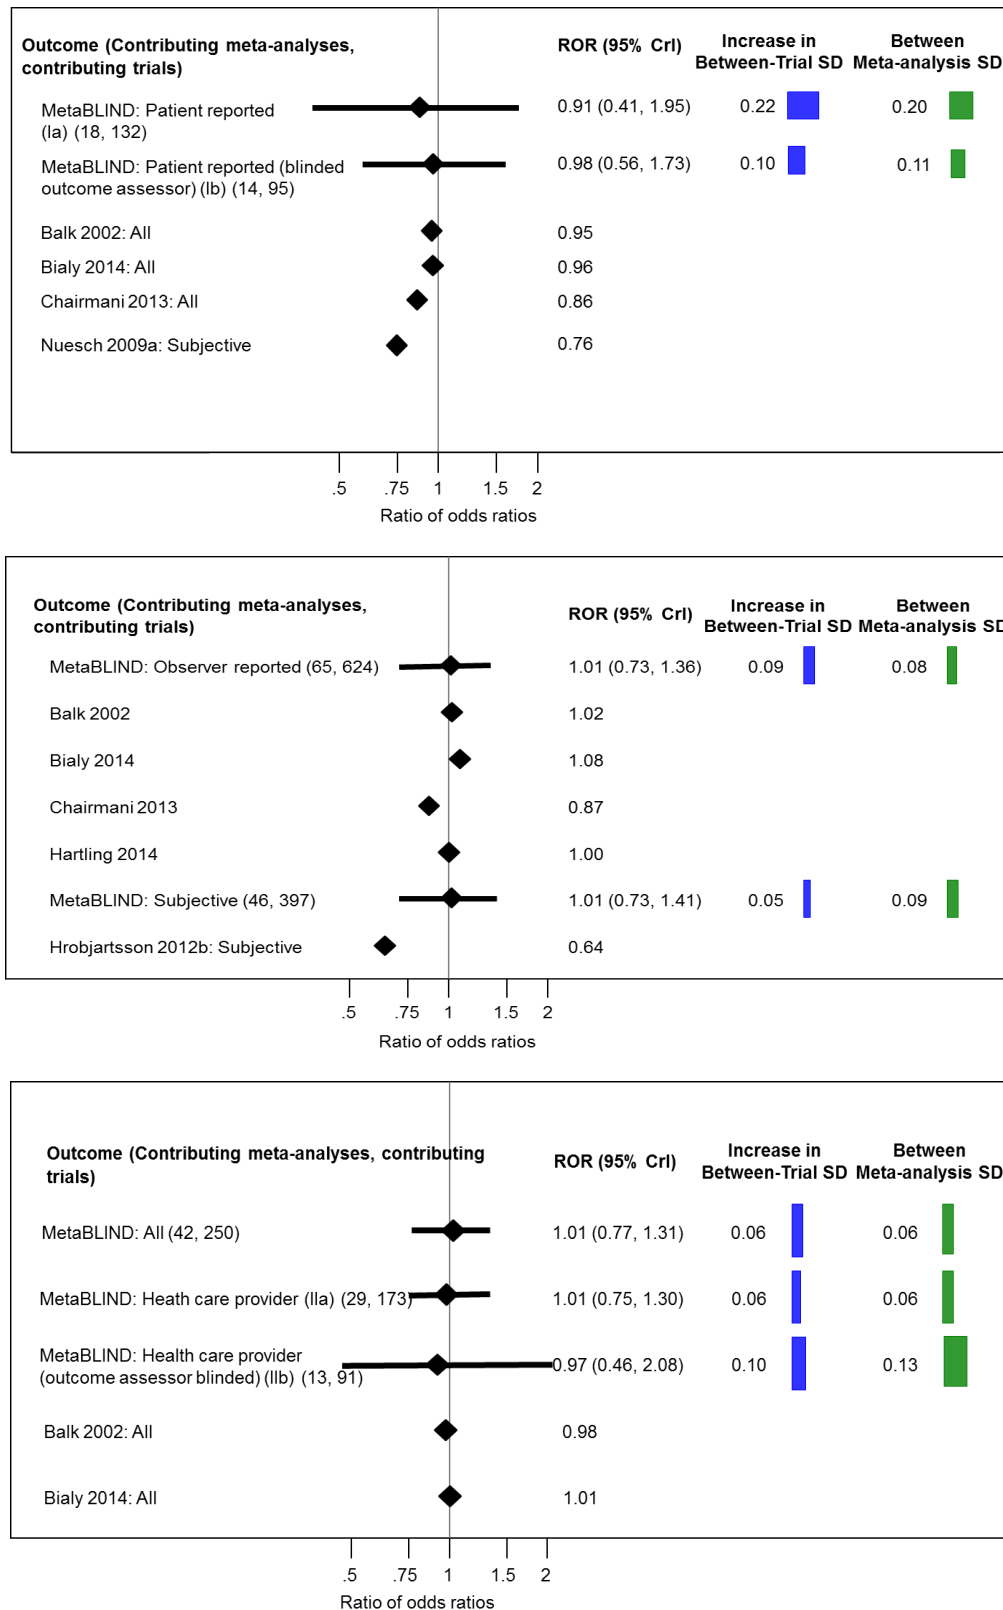 Outcome (Contributing meta-analyses, contributing trials) ROR (95% CrI) Increase in Between-Trial SD Between Meta-analysis SD
MetaBLIND: Patient reported (Ia) (18, 132) 0.91 (0.41, 1.95) 0.22 0.20
MetaBLIND: Patient reported (blinded outcome assessor) (Ib) (14, 95) 0.98 (0.56, 1.73) 0.10 0.11
Balk 2002: All 0.95
Bialy 2014: All 0.96
Chairmani 2013: All 0.86
Nuesch 2009a: Subjective 0.76
.5 .75 1 1.5 2
Ratio of odds ratios
Outcome (Contributing meta-analyses, contributing trials) ROR (95% CrI) Increase in Between-Trial SD Between Meta-analysis SD
MetaBLIND: Observer reported (65, 624) 1.01 (0.73, 1.36) 0.09 0.08
Balk 2002 1.02
Bialy 2014 1.08
Chairmani 2013 0.87
Hartling 2014 1.00
MetaBLIND: Subjective (46, 397) 1.01 (0.73, 1.41) 0.05 0.09
Hrobjartsson 2012b: Subjective 0.64
.5 .75 1 1.5 2
Ratio of odds ratios
Outcome (Contributing meta-analyses, contributing trials) ROR (95% CrI) Increase in Between-Trial SD Between Meta-analysis SD
MetaBLIND: All (42, 250) 1.01 (0.77, 1.31) 0.06 0.06
MetaBLIND: Heath care provider (IIa) (29, 173) 1.01 (0.75, 1.30) 0.06 0.06
MetaBLIND: Health care provider (outcome assessor blinded) (IIb) (13, 91) 0.97 (0.46, 2.08) 0.10 0.13
Balk 2002: All 0.98
Bialy 2014: All 1.01
.5 .75 1 1.5 2
Ratio of odds ratios